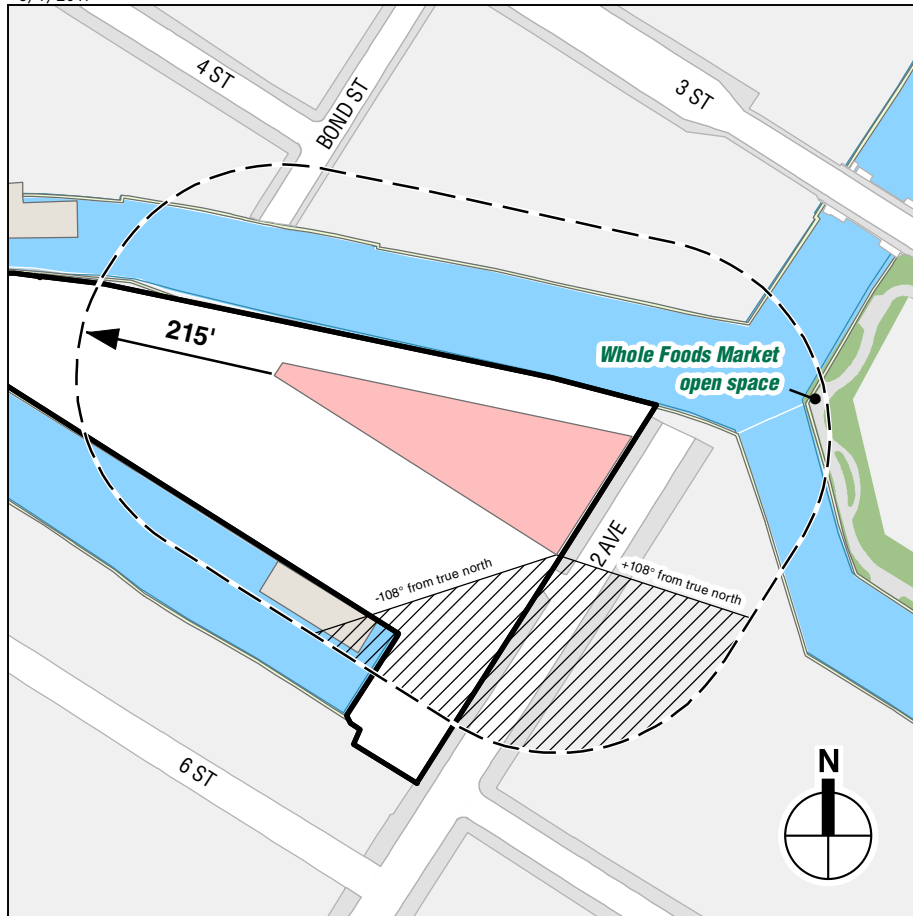 4 ST
BOND ST
3 ST
215'
Whole Foods Market
open space
2 AVE
-108° from true north
+108° from true north
6 ST
N